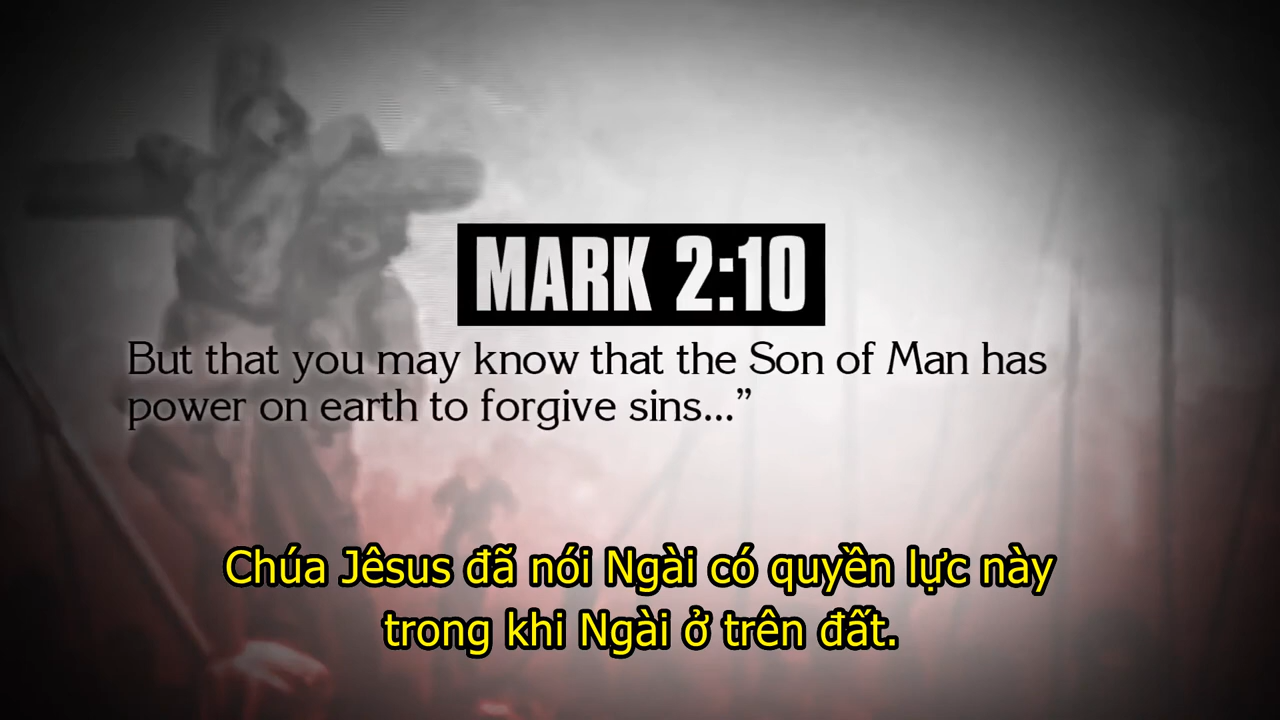 MARK 2:10
But that you may know that the Son of Man has
power on earth to forgive sins...”
Chúa Jêsus đã nói Ngài có quyền lực này
trong khi Ngài ở trên đất.